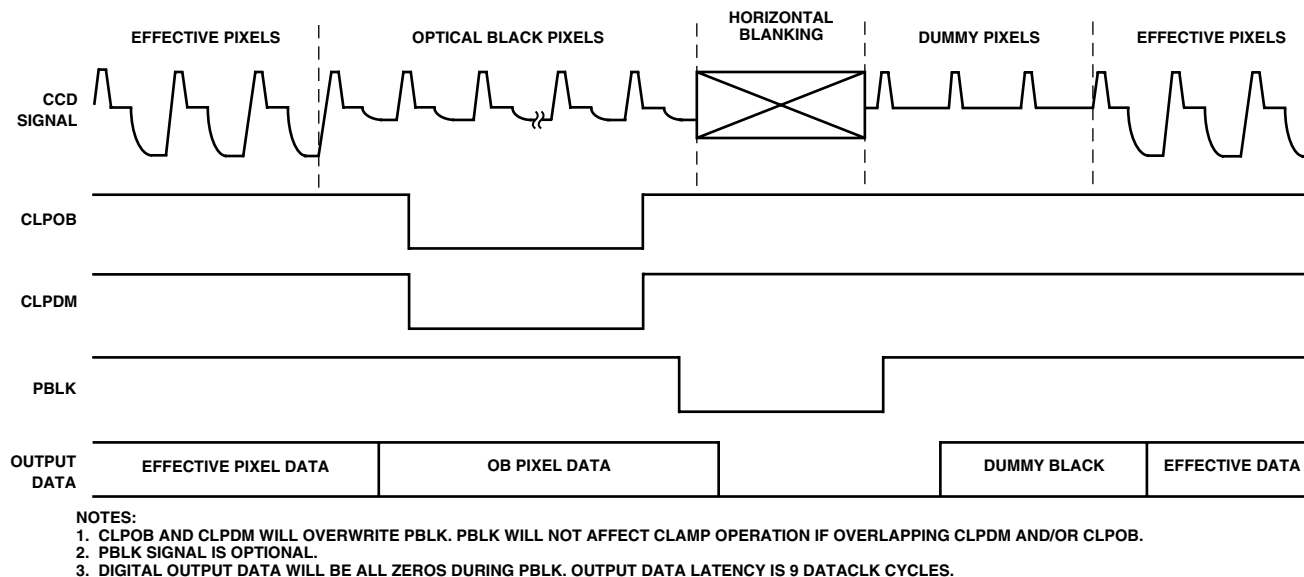 HORIZONTAL
BLANKING
EFFECTIVE PIXELS
OPTICAL BLACK PIXELS
DUMMY PIXELS
EFFECTIVE PIXELS
CCD
SIGNAL
CLPOB
CLPDM
PBLK
OUTPUT
DATA
EFFECTIVE PIXEL DATA
OB PIXEL DATA
DUMMY BLACK
EFFECTIVE DATA
NOTES:
1. CLPOB AND CLPDM WILL OVERWRITE PBLK. PBLK WILL NOT AFFECT CLAMP OPERATION IF OVERLAPPING CLPDM AND/OR CLPOB.
2. PBLK SIGNAL IS OPTIONAL.
3. DIGITAL OUTPUT DATA WILL BE ALL ZEROS DURING PBLK. OUTPUT DATA LATENCY IS 9 DATACLK CYCLES.